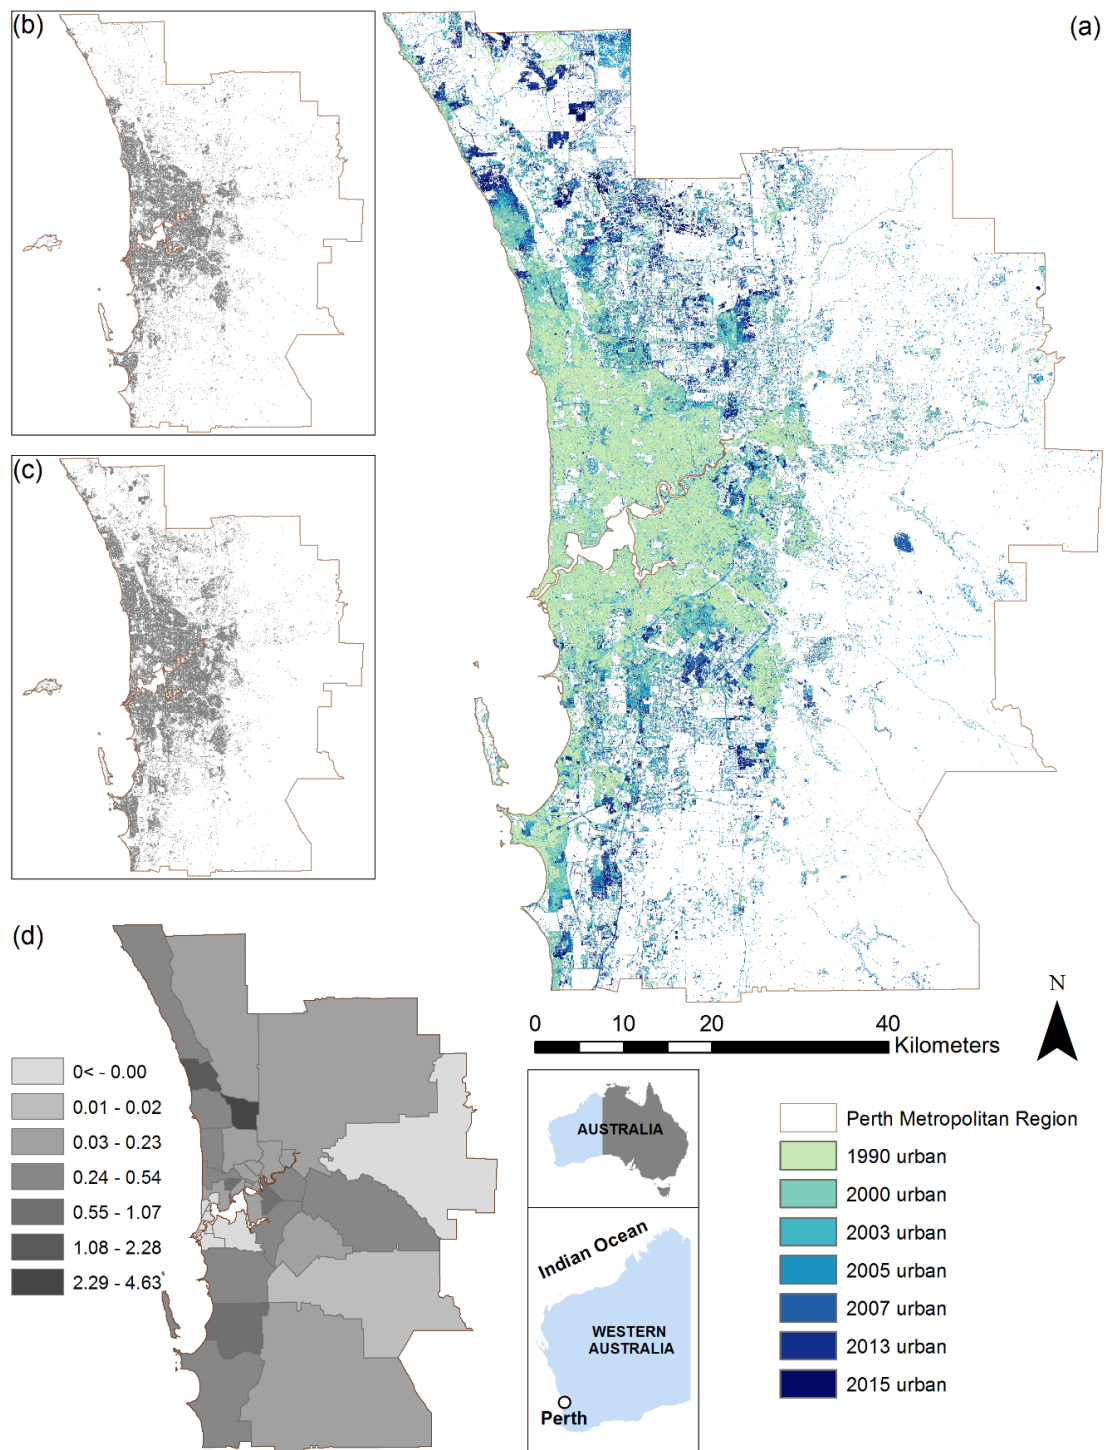 (b)
(a)
(c)
(d)
0< - 0.00
0.01 - 0.02
0.03 - 0.23
0.24 - 0.54
0.55 - 1.07
1.08 - 2.28
2.29 - 4.63
N
0 10 20 40
Kilometers
AUSTRALIA
Indian Ocean
WESTERN
AUSTRALIA
Perth
Perth Metropolitan Region
1990 urban
2000 urban
2003 urban
2005 urban
2007 urban
2013 urban
2015 urban